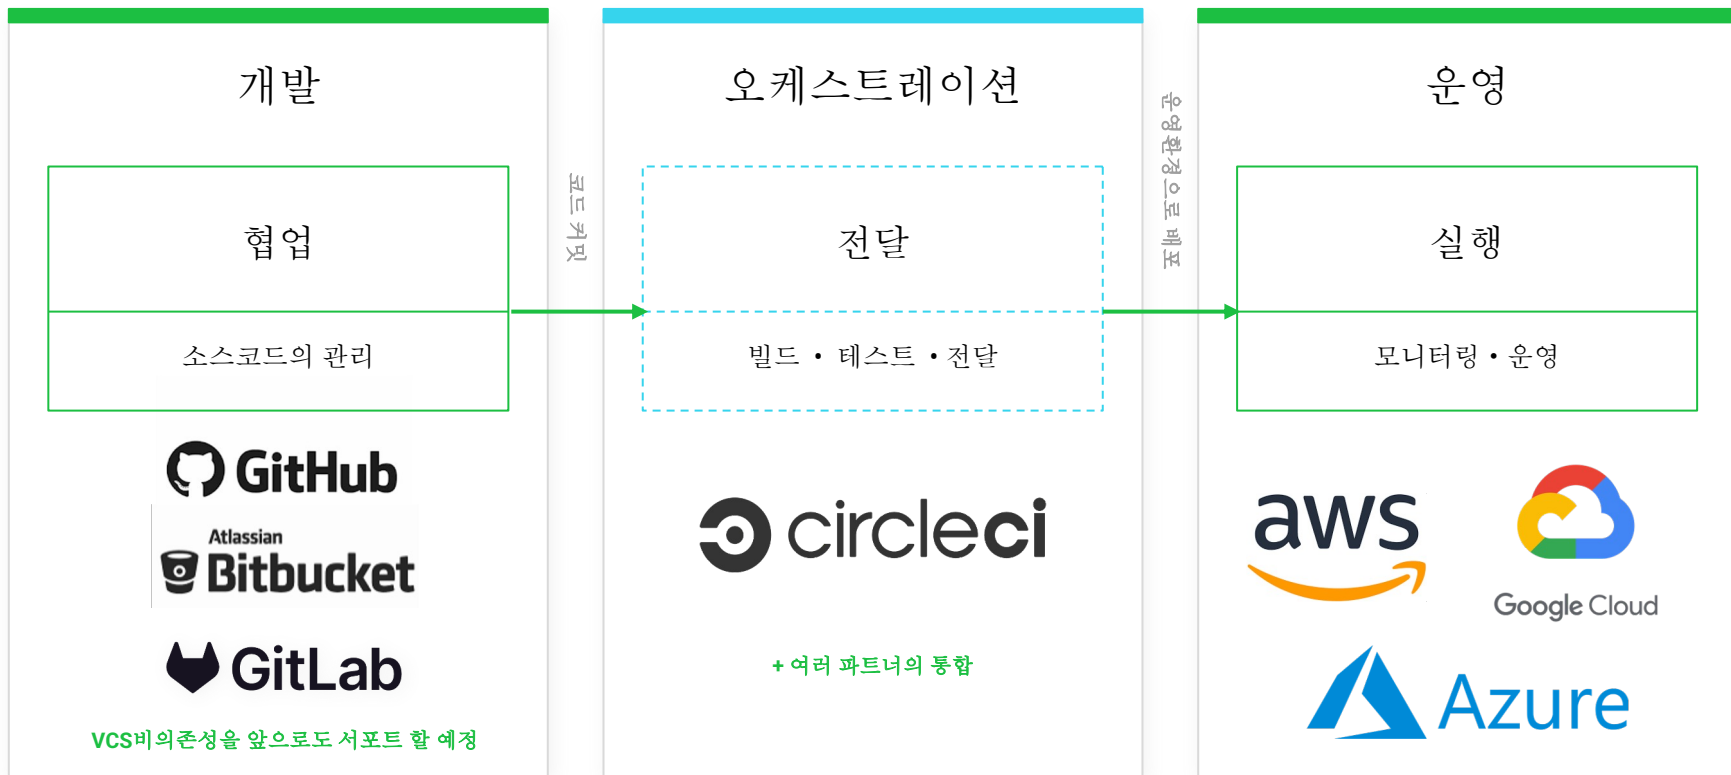 개발
협업
소스코드의 관리
GitHub
Atlassian
Bitbucket
GitLab
VCS비의존성을 앞으로도 서포트 할 예정
코드 커밋
오케스트레이션
전달
빌드 • 테스트 • 전달
circleci
+ 여러 파트너의 통합
운영환경으로 배포
운영
실행
모니터링 • 운영
aws
Google Cloud
Azure